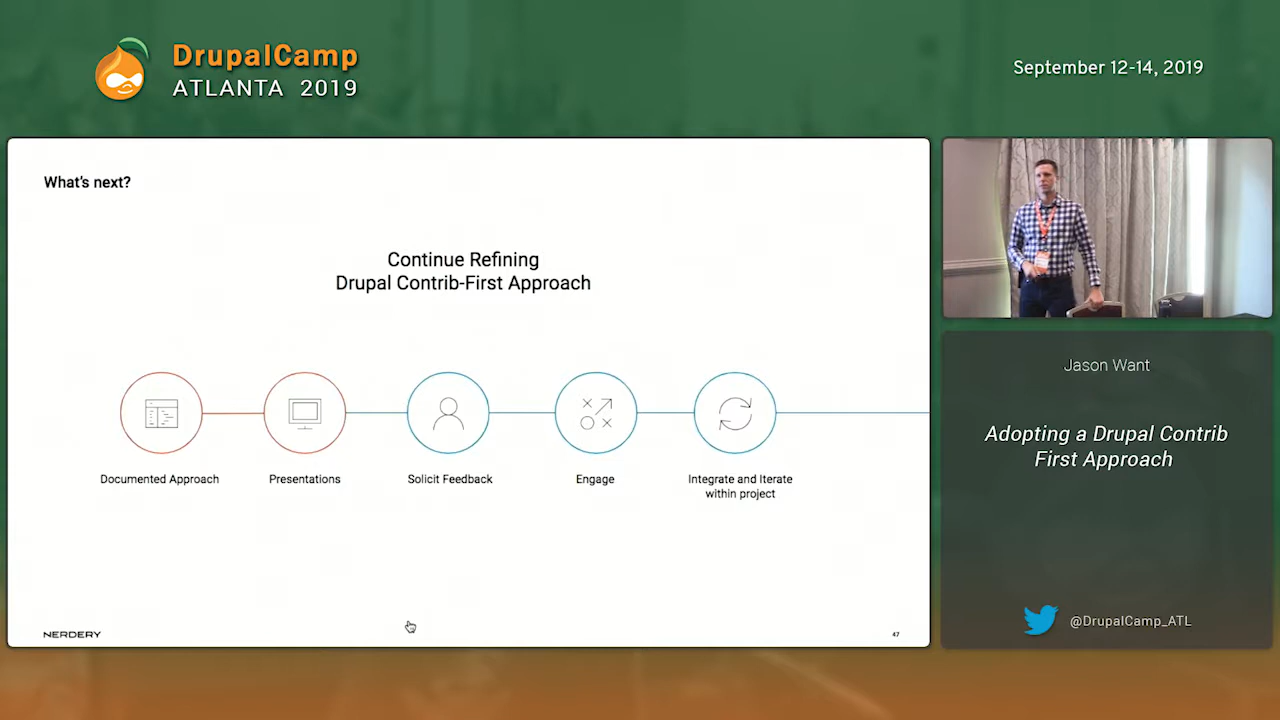 DrupalCamp
ATLANTA 2019
September 12-14, 2019
What's next?
Continue Refining
Drupal Contrib-First Approach
Documented Approach
Presentations
Solicit Feedback
Engage
Integrate and Iterate
within project
NERDERY
47
Jason Want
Adopting a Drupal Contrib
First Approach
@DrupalCamp_ATL